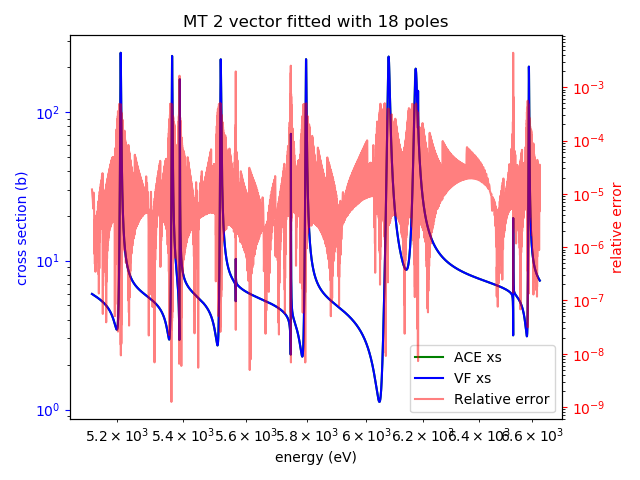 MT 2 vector fitted with 18 poles
cross section (b)
10²
10¹
10⁰
10⁻³
10⁻⁴
10⁻⁵
10⁻⁶
10⁻⁷
10⁻⁸
10⁻⁹
relative error
ACE xs
VF xs
Relative error
5.2 × 10³ 5.4 × 10³ 5.6 × 10³ 5.8 × 10³ 6 × 10³ 6.2 × 10³ 6.4 × 10³ 6.6 × 10³
energy (eV)